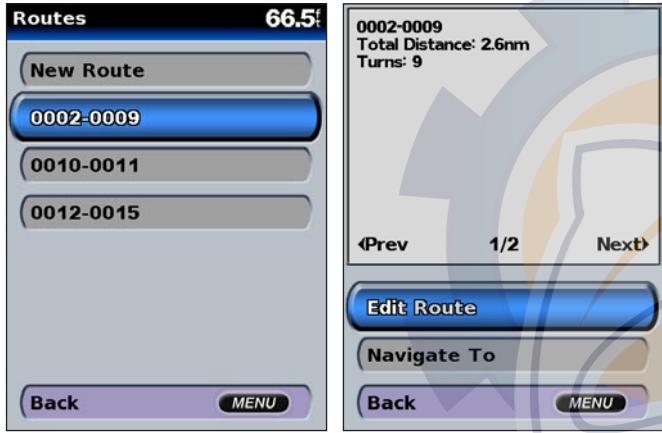 Routes 66.5f
New Route
0002-0009
0010-0011
0012-0015
Back MENU
0002-0009
Total Distance: 2.6nm
Turns: 9
Prev 1/2 Next
Edit Route
Navigate To
Back MENU